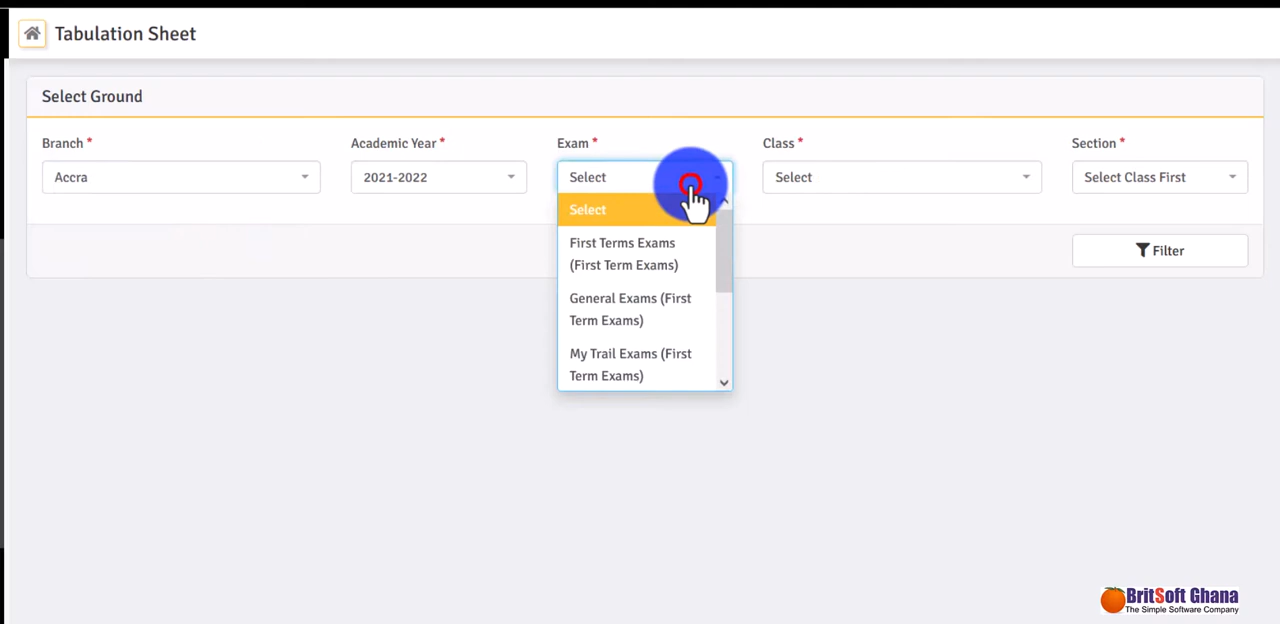 Tabulation Sheet
Select Ground
Branch *
Academic Year *
Exam *
Class *
Section *
Accra
2021-2022
Select
Select
Select Class First
Select
First Terms Exams
(First Term Exams)
General Exams (First
Term Exams)
My Trail Exams (First
Term Exams)
Filter
BritSoft Ghana
The Simple Software Company